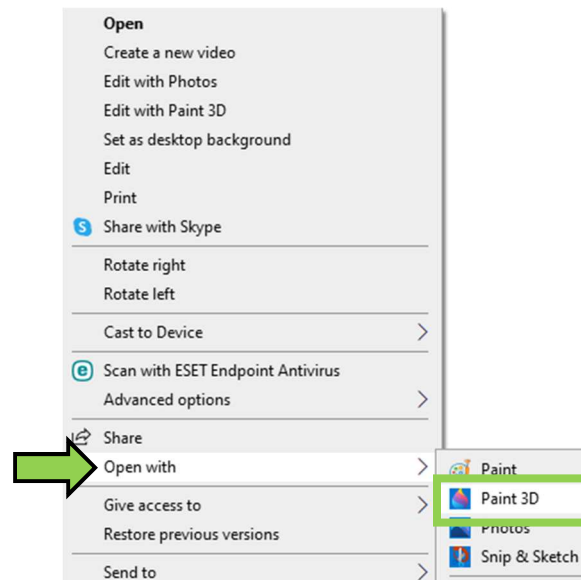 Open
Create a new video
Edit with Photos
Edit with Paint 3D
Set as desktop background
Edit
Print
Share with Skype
Rotate right
Rotate left
Cast to Device
Scan with ESET Endpoint Antivirus
Advanced options
Share
Open with
Give access to
Restore previous versions
Send to
Paint
Paint 3D
Photos
Snip & Sketch